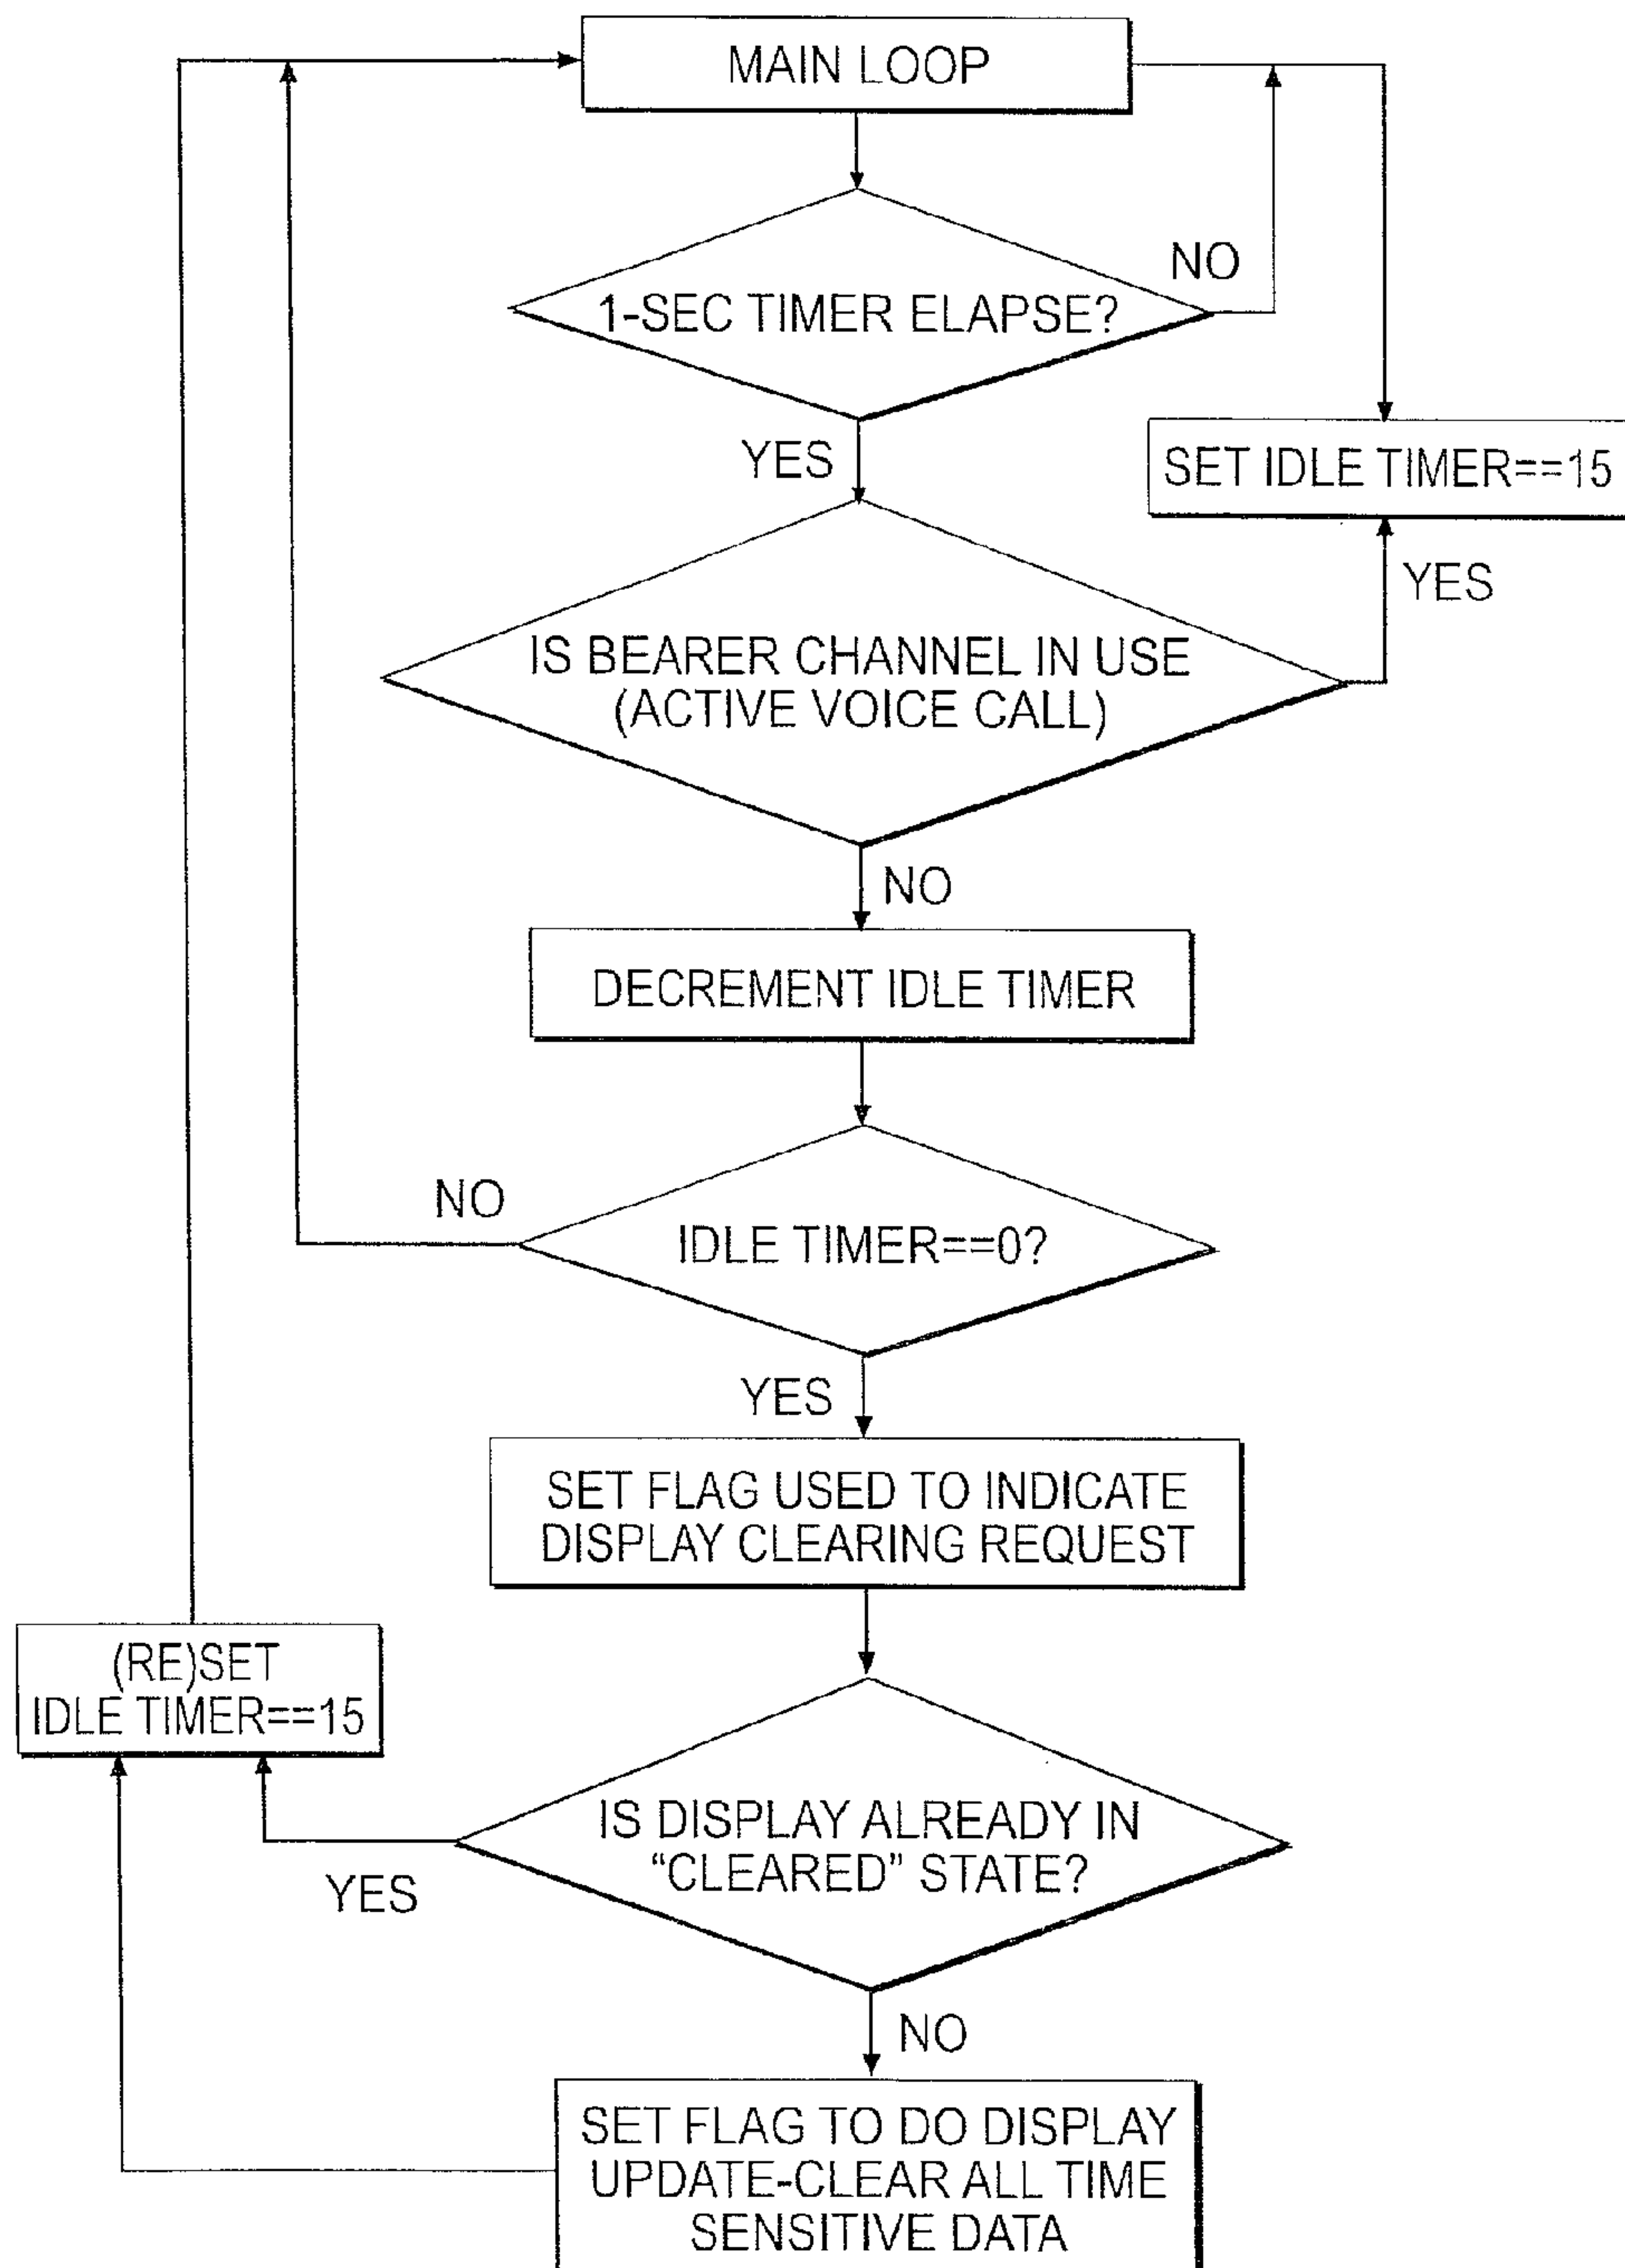 MAIN LOOP
NO
1-SEC TIMER ELAPSE?
YES
SET IDLE TIMER==15
YES
IS BEARER CHANNEL IN USE
(ACTIVE VOICE CALL)
NO
DECREMENT IDLE TIMER
NO
IDLE TIMER==0?
YES
SET FLAG USED TO INDICATE
DISPLAY CLEARING REQUEST
(RE)SET
IDLE TIMER==15
IS DISPLAY ALREADY IN
“CLEARED” STATE?
YES
NO
SET FLAG TO DO DISPLAY
UPDATE-CLEAR ALL TIME
SENSITIVE DATA